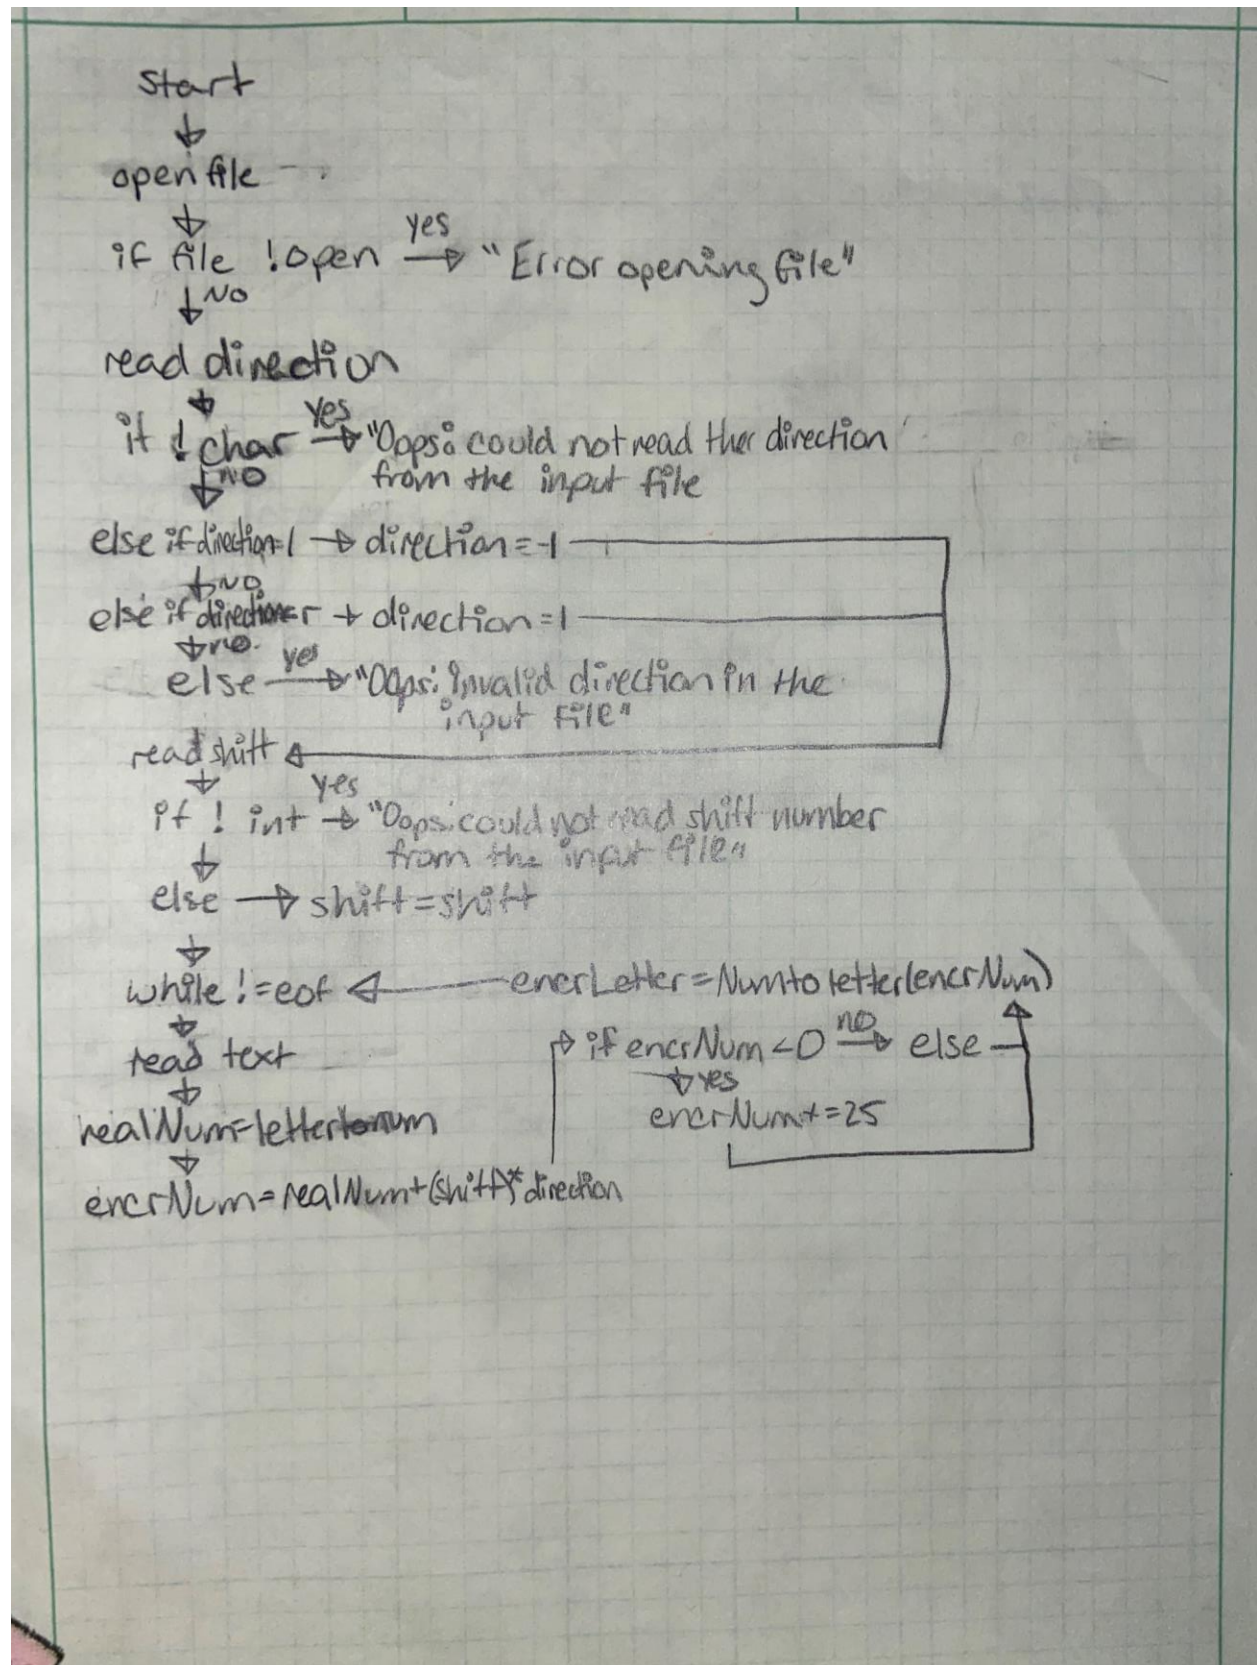 Start
open file
if file !open yes "Error opening file"
NO
read direction
if ! char yes "Oops: could not read ther direction
NO from the input file
else if direction=l direction=-1
NO
else if direction=r direction=1
no.
else yes "Oops: Invalid direction in the
input File"
read shift
if ! int yes "Oops: could not read shift number
from the input file"
else shift=shift
while !=eof encrLetter=Numtoletter(encrNum)
read text if encrNum<0 no else
yes
realNum=lettertonum encrNum+=25
encrNum=realNum+(shift)*direction